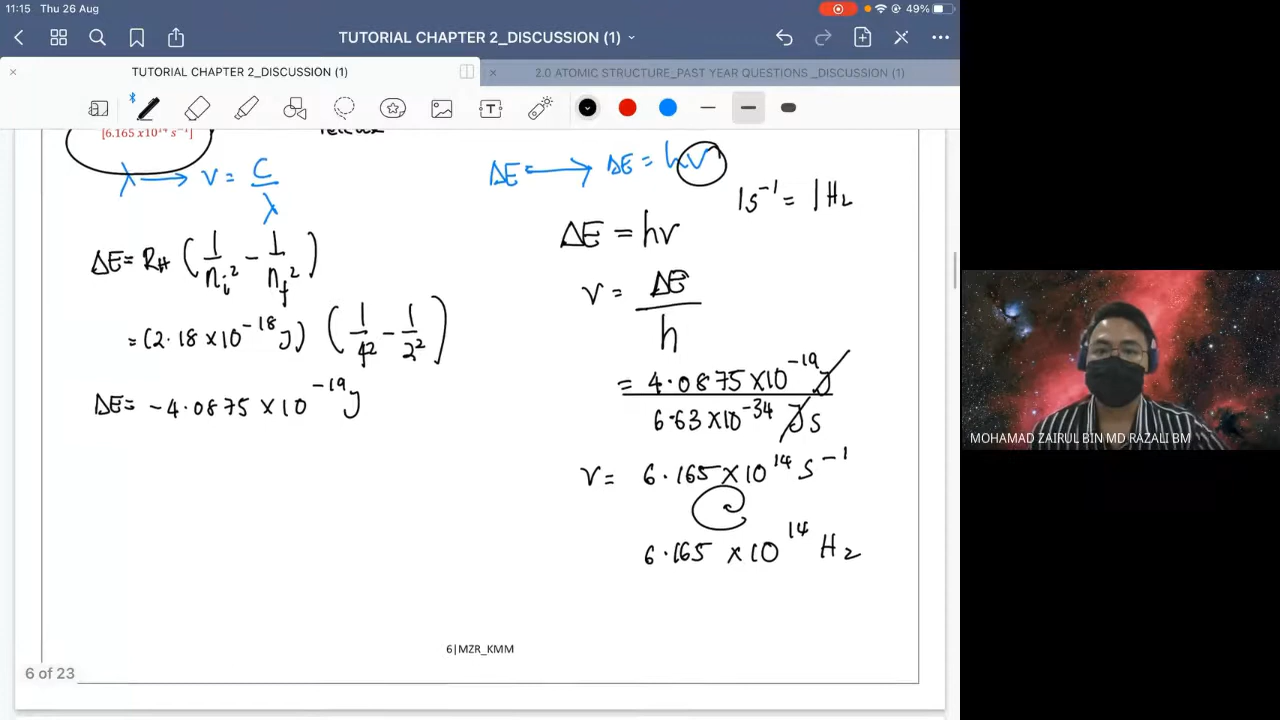 11:15 Thu 26 Aug 49%
TUTORIAL CHAPTER 2_DISCUSSION (1)
TUTORIAL CHAPTER 2_DISCUSSION (1)
2.0 ATOMIC STRUCTURE_PAST YEAR QUESTIONS _DISCUSSION (1)
[6.165 x10¹⁴ s⁻¹]
λ → ν = C/λ
ΔE = R_H (1/n_i² - 1/n_f²)
= (2.18 × 10⁻¹⁸ J) (1/4² - 1/2²)
ΔE = -4.0875 × 10⁻¹⁹ J
ΔE → ΔE = hν
1 s⁻¹ = 1 Hz
ΔE = hν
ν = ΔE/h
= 4.0875 × 10⁻¹⁹ J
6.63 × 10⁻³⁴ J s
ν = 6.165 × 10¹⁴ s⁻¹
6.165 × 10¹⁴ Hz
6|MZR_KMM
6 of 23
MOHAMAD ZAIRUL BIN MD RAZALI BM